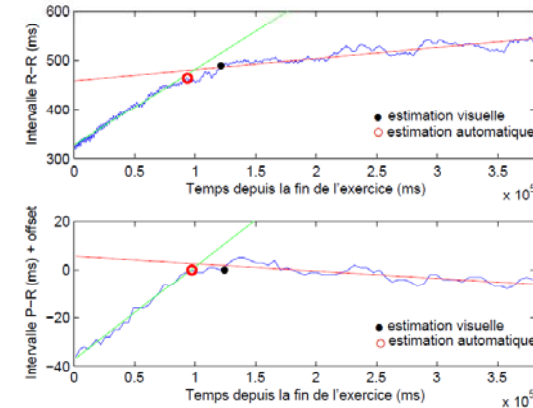 600
500
400
300
Intervalle R−R (ms)
estimation visuelle
estimation automatique
0 0.5 1 1.5 2 2.5 3 3.5
Temps depuis la fin de l'exercice (ms)
x 10⁵
20
0
−20
−40
Intervalle P−R (ms) + offset
estimation visuelle
estimation automatique
0 0.5 1 1.5 2 2.5 3 3.5
Temps depuis la fin de l'exercice (ms)
x 10⁵